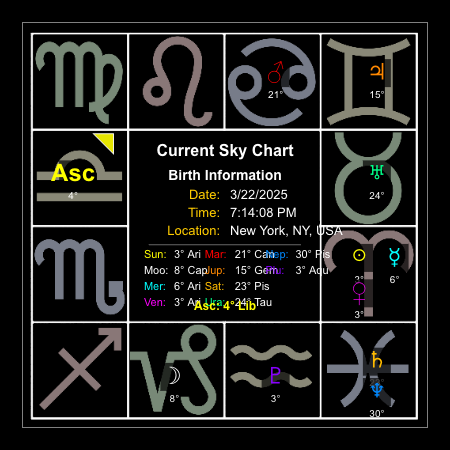 21°
15°
Current Sky Chart
Birth Information
Asc
4°
Date: 3/22/2025
Time: 7:14:08 PM
Location: New York, NY, USA
24°
Sun: 3° Ari Mar: 21° Can Nep: 30° Pis
Moo: 8° Cap Jup: 15° Gem 3° Aqu
Mer: 6° Ari Sat: 23° Pis
Ven: 3° Ari Ura: 24° Tau
Asc: 4° Lib
3°
6°
3°
8°
3°
30°